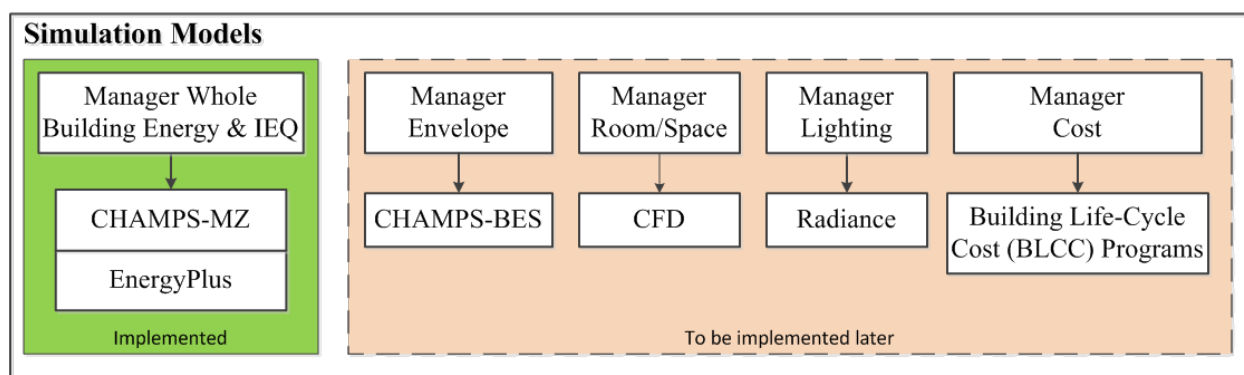 Simulation Models
Manager Whole
Building Energy & IEQ
CHAMPS-MZ
EnergyPlus
Implemented
Manager
Envelope
CHAMPS-BES
Manager
Room/Space
CFD
Manager
Lighting
Radiance
Manager
Cost
Building Life-Cycle
Cost (BLCC) Programs
To be implemented later